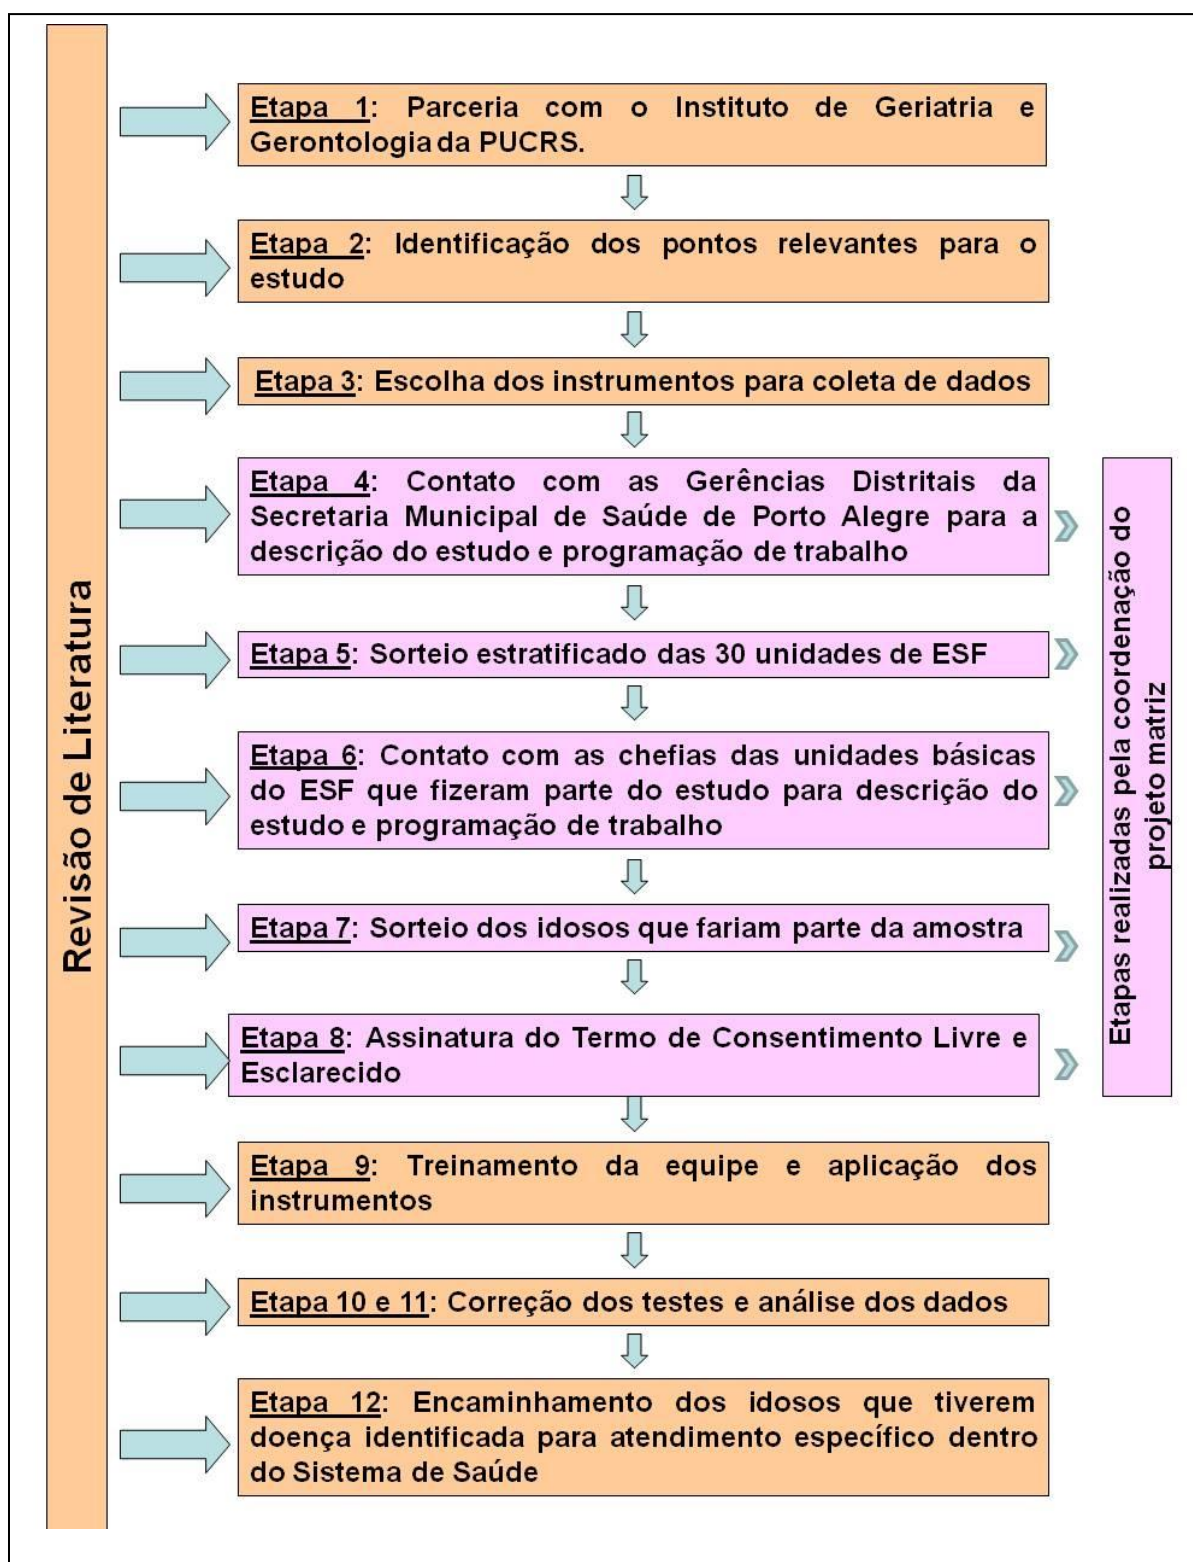 Revisão de Literatura
Etapa 1: Parceria com o Instituto de Geriatria e
Gerontologia da PUCRS.
Etapa 2: Identificação dos pontos relevantes para o
estudo
Etapa 3: Escolha dos instrumentos para coleta de dados
Etapa 4: Contato com as Gerências Distritais da
Secretaria Municipal de Saúde de Porto Alegre para a
descrição do estudo e programação de trabalho
Etapa 5: Sorteio estratificado das 30 unidades de ESF
Etapa 6: Contato com as chefias das unidades básicas
do ESF que fizeram parte do estudo para descrição do
estudo e programação de trabalho
Etapa 7: Sorteio dos idosos que fariam parte da amostra
Etapa 8: Assinatura do Termo de Consentimento Livre e
Esclarecido
Etapas realizadas pela coordenação do
projeto matriz
Etapa 9: Treinamento da equipe e aplicação dos
instrumentos
Etapa 10 e 11: Correção dos testes e análise dos dados
Etapa 12: Encaminhamento dos idosos que tiverem
doença identificada para atendimento específico dentro
do Sistema de Saúde